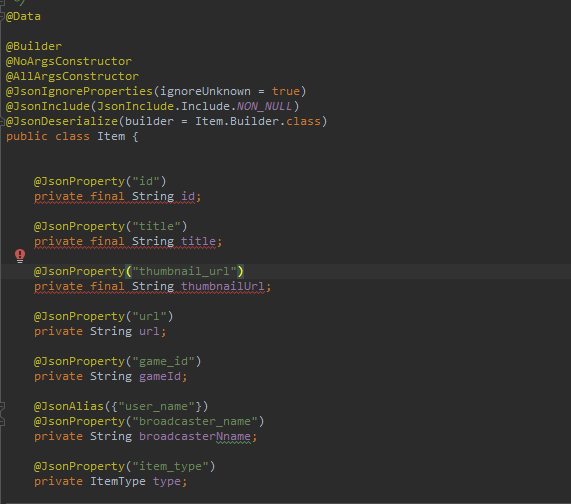 */
@Data
@Builder
@NoArgsConstructor
@AllArgsConstructor
@JsonIgnoreProperties(ignoreUnknown = true)
@JsonInclude(JsonInclude.Include.NON_NULL)
@JsonDeserialize(builder = Item.Builder.class)
public class Item {
@JsonProperty("id")
private final String id;
@JsonProperty("title")
private final String title;
@JsonProperty("thumbnail_url")
private final String thumbnailUrl;
@JsonProperty("url")
private String url;
@JsonProperty("game_id")
private String gameId;
@JsonAlias({"user_name"})
@JsonProperty("broadcaster_name")
private String broadcasterNname;
@JsonProperty("item_type")
private ItemType type;